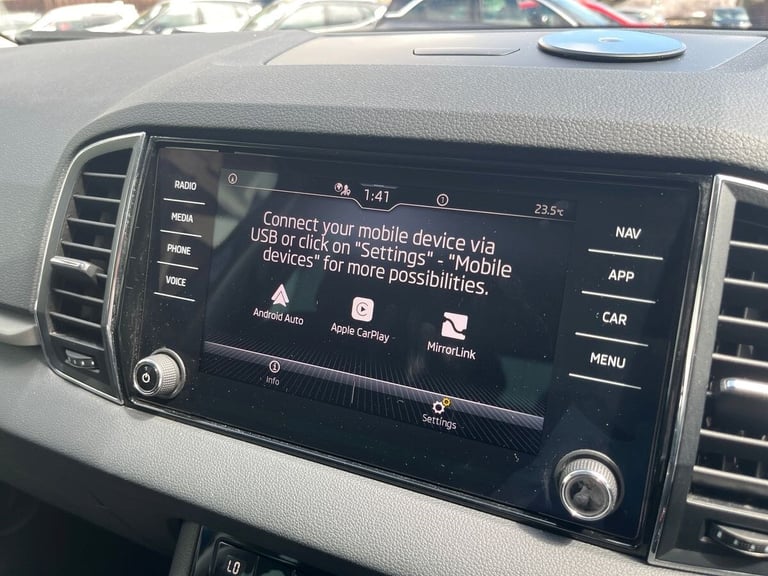 RADIO
MEDIA
PHONE
VOICE
1:41
23.5°C
Connect your mobile device via
USB or click on "Settings" - "Mobile
devices" for more possibilities.
Android Auto
Apple CarPlay
MirrorLink
Info
Settings
NAV
APP
CAR
MENU
LO